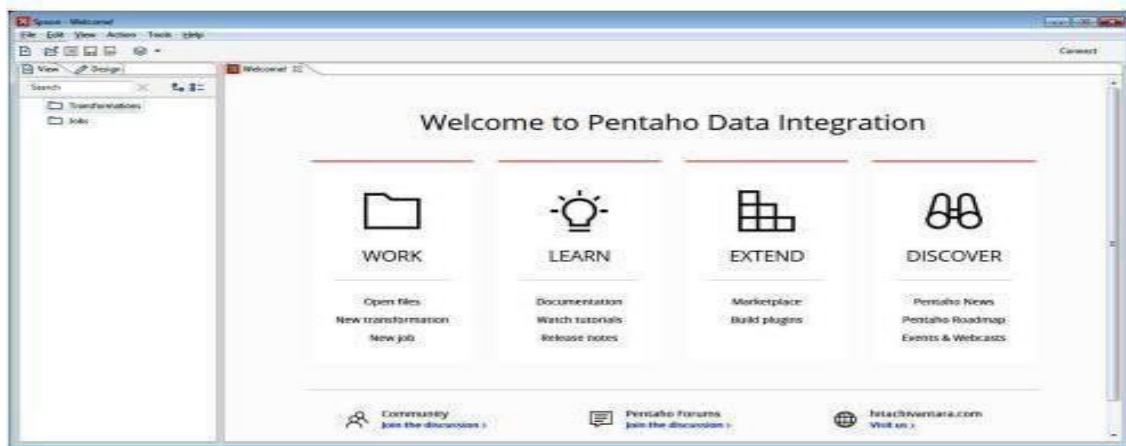 Spoon - Welcome!
File Edit View Action Tools Help
Connect
View Design
Welcome!
Search
Transformations
Jobs
Welcome to Pentaho Data Integration
WORK LEARN EXTEND DISCOVER
Open files Documentation Marketplace Pentaho News
New transformation Watch tutorials Build plugins Pentaho Roadmap
New job Release notes Events & Webcasts
Community Pentaho Forums hitachivantara.com
Join the discussion › Join the discussion › Visit us ›